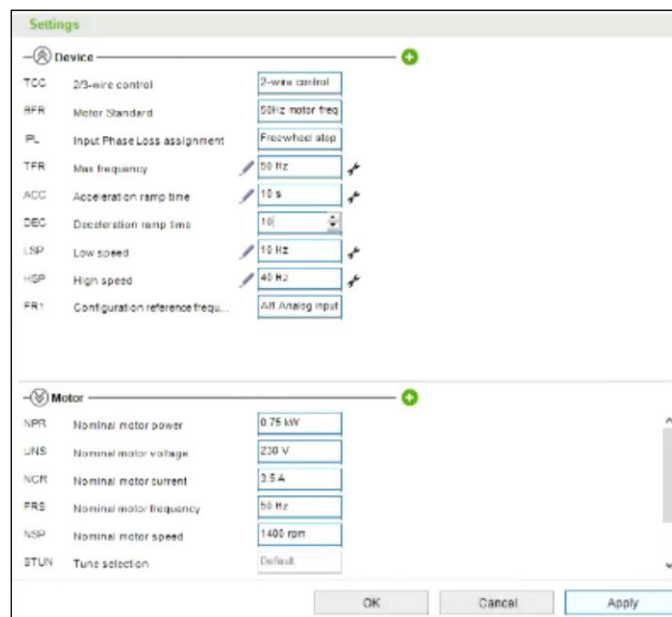 Settings
Device
TCC 2/3-wire control 2-wire control
BFR Motor Standard 50Hz motor freq
IPL Input Phase Loss assignment Freewheel stop
TFR Max frequency 50 Hz
ACC Acceleration ramp time 10 s
DEC Deceleration ramp time 10
LSP Low speed 10 Hz
HSP High speed 40 Hz
FR1 Configuration reference frequ... AI1 Analog input
Motor
NPR Nominal motor power 0.75 kW
UNS Nominal motor voltage 230 V
NCR Nominal motor current 3.5 A
FRS Nominal motor frequency 50 Hz
NSP Nominal motor speed 1400 rpm
STUN Tune selection Default
OK Cancel Apply